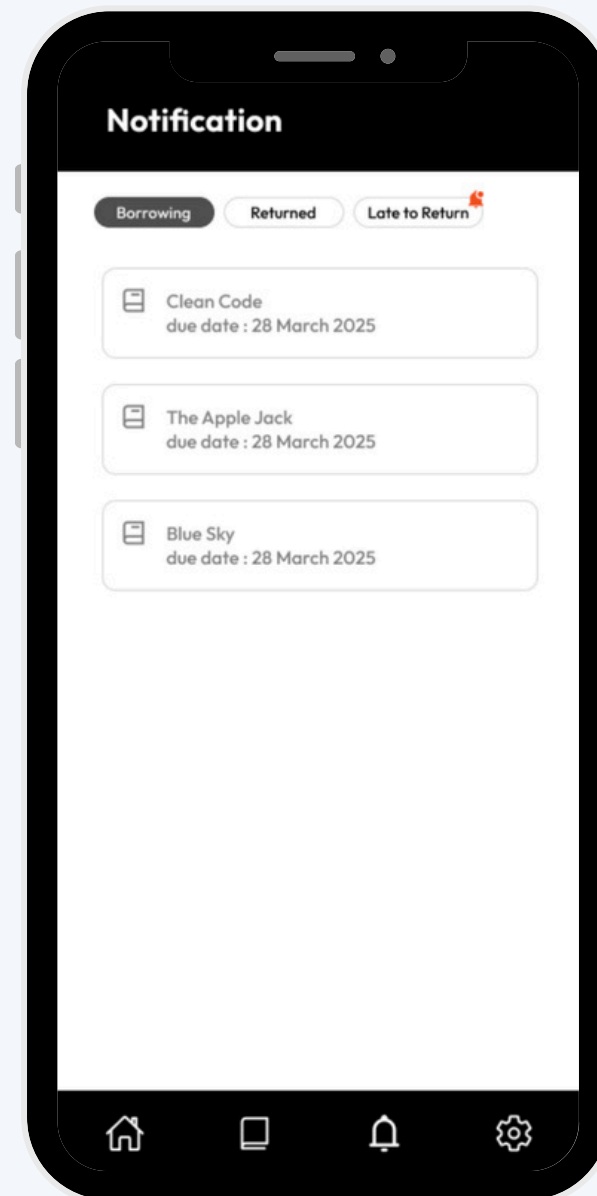 Notification
Borrowing
Returned
Late to Return
Clean Code
due date : 28 March 2025
The Apple Jack
due date : 28 March 2025
Blue Sky
due date : 28 March 2025